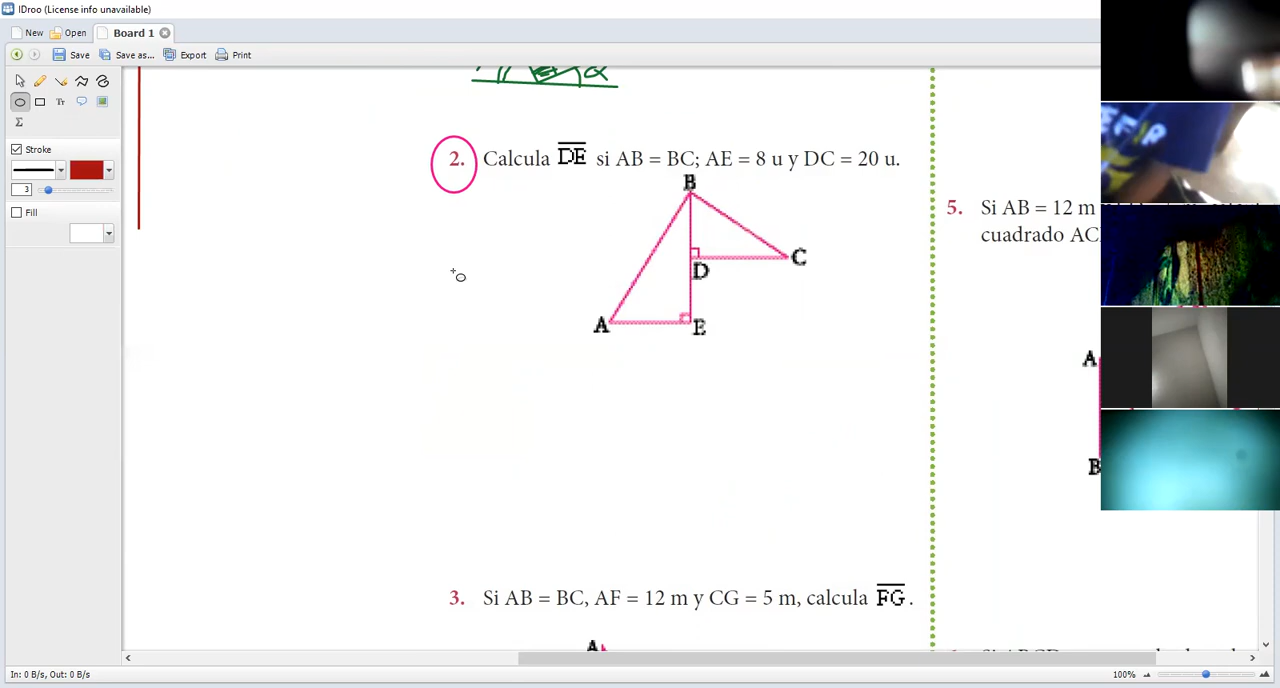 IDroo (License info unavailable)
New
Open
Board 1
Save
Save as...
Export
Print
Tr
Σ
Stroke
3
Fill
2. Calcula DE si AB = BC; AE = 8 u y DC = 20 u.
B
D
C
A
E
5. Si AB = 12 m
cuadrado
A
B
3. Si AB = BC, AF = 12 m y CG = 5 m, calcula FG.
A
In: 0 B/s, Out: 0 B/s
100%